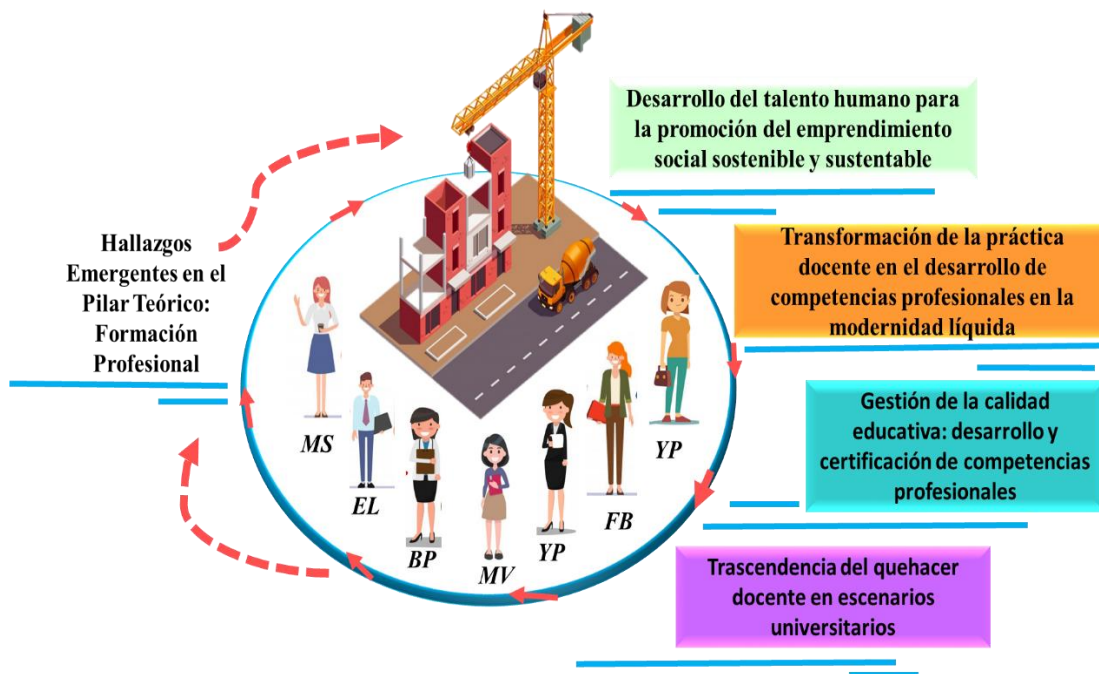 Desarrollo del talento humano para
la promoción del emprendimiento
social sostenible y sustentable
Hallazgos
Emergentes en el
Pilar Teórico:
Formación
Profesional
Transformación de la práctica
docente en el desarrollo de
competencias profesionales en la
modernidad líquida
Gestión de la calidad
educativa: desarrollo y
certificación de competencias
profesionales
Trascendencia del quehacer
docente en escenarios
universitarios
MS
EL
BP
MV
YP
FB
YP